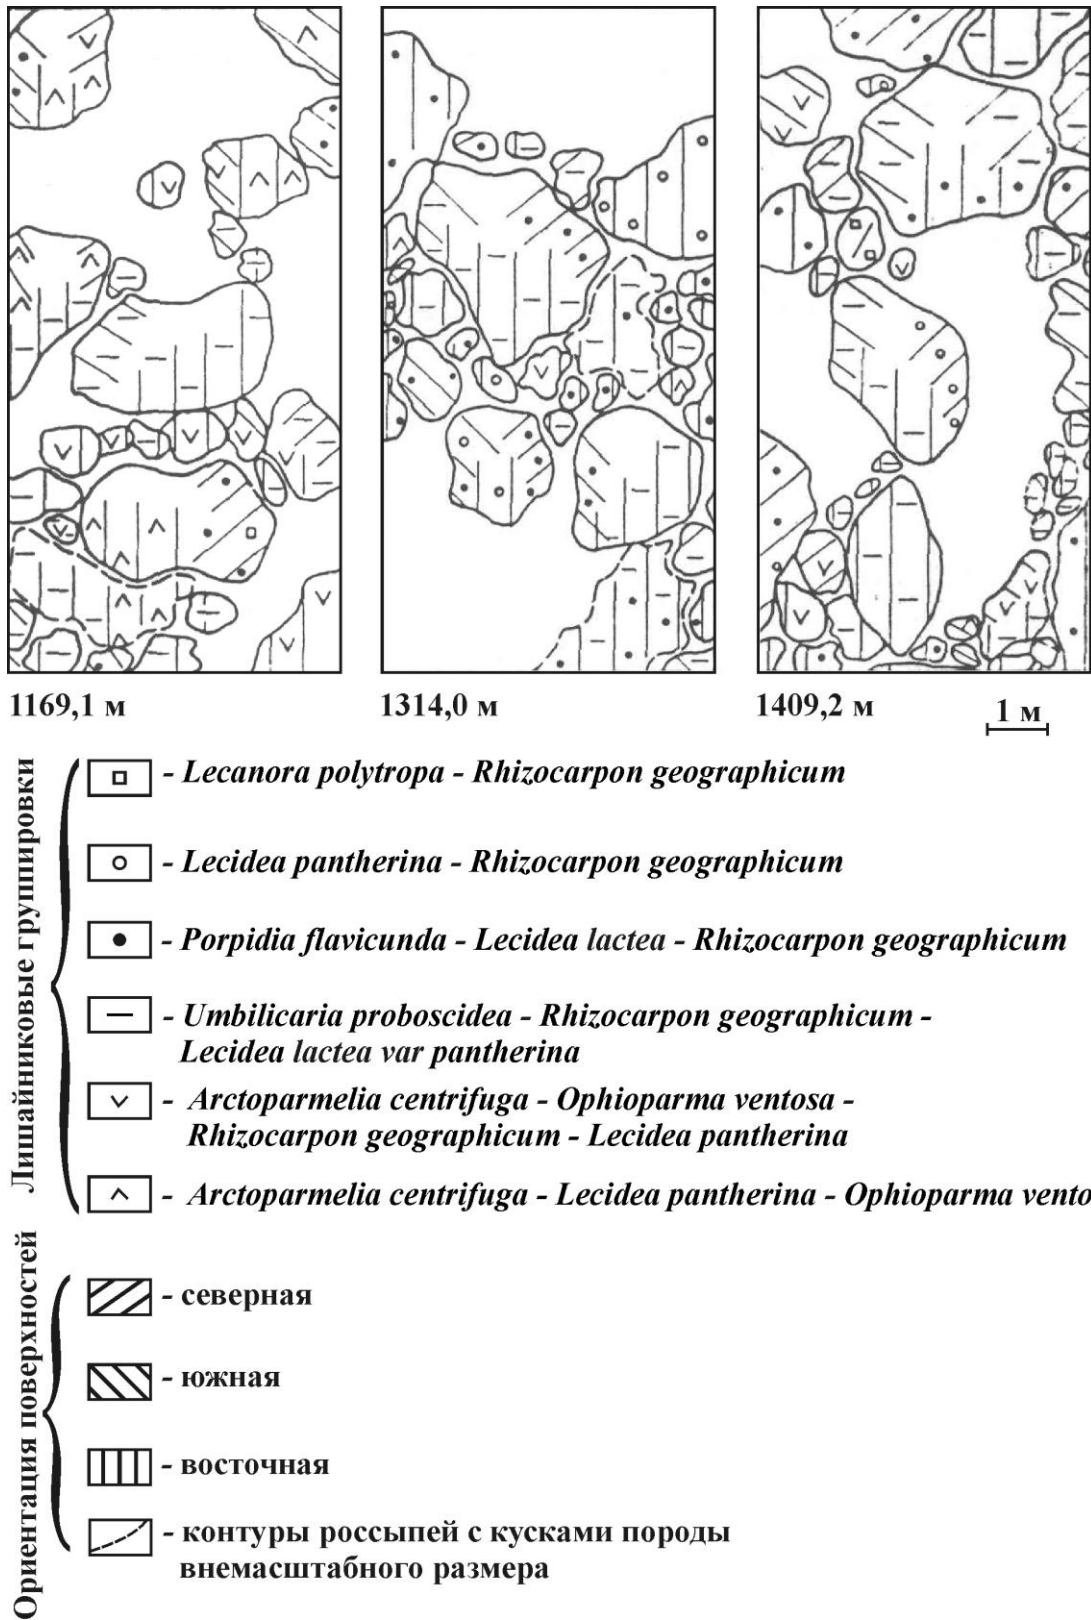 1169,1 м
1314,0 м
1409,2 м
1 м
Лишайниковые группировки
- Lecanora polytropa - Rhizocarpon geographicum
- Lecidea pantherina - Rhizocarpon geographicum
- Porpidia flavicunda - Lecidea lactea - Rhizocarpon geographicum
- Umbilicaria proboscidea - Rhizocarpon geographicum -
Lecidea lactea var pantherina
- Arctoparmelia centrifuga - Ophioparma ventosa -
Rhizocarpon geographicum - Lecidea pantherina
- Arctoparmelia centrifuga - Lecidea pantherina - Ophioparma vento
Ориентация поверхностей
- северная
- южная
- восточная
- контуры россыпей с кусками породы
внемасштабного размера